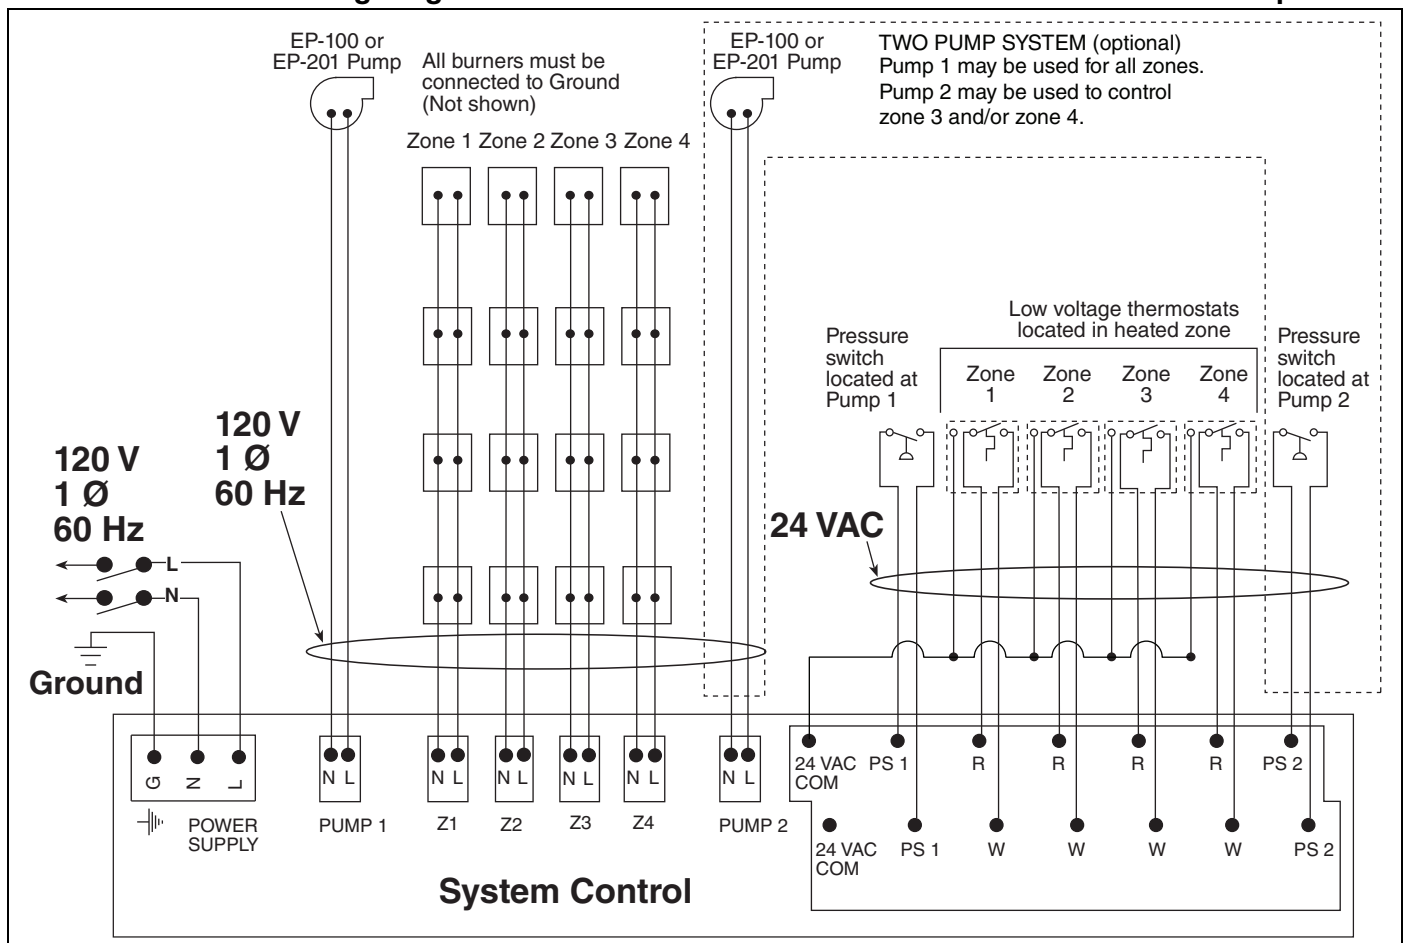 EP-100 or
EP-201 Pump
All burners must be
connected to Ground
(Not shown)
Zone 1 Zone 2 Zone 3 Zone 4
EP-100 or
EP-201 Pump
TWO PUMP SYSTEM (optional)
Pump 1 may be used for all zones.
Pump 2 may be used to control
zone 3 and/or zone 4.
Low voltage thermostats
located in heated zone
Pressure
switch
located at
Pump 1
Zone
1
Zone
2
Zone
3
Zone
4
Pressure
switch
located at
Pump 2
120 V
1 Ø
60 Hz
120 V
1 Ø
60 Hz
24 VAC
L
N
Ground
G N L
POWER
SUPPLY
N L
PUMP 1
N L
Z1
N L
Z2
N L
Z3
N L
Z4
N L
PUMP 2
24 VAC
COM
PS 1
R
R
R
R
PS 2
24 VAC
COM
PS 1
W
W
W
W
PS 2
System Control